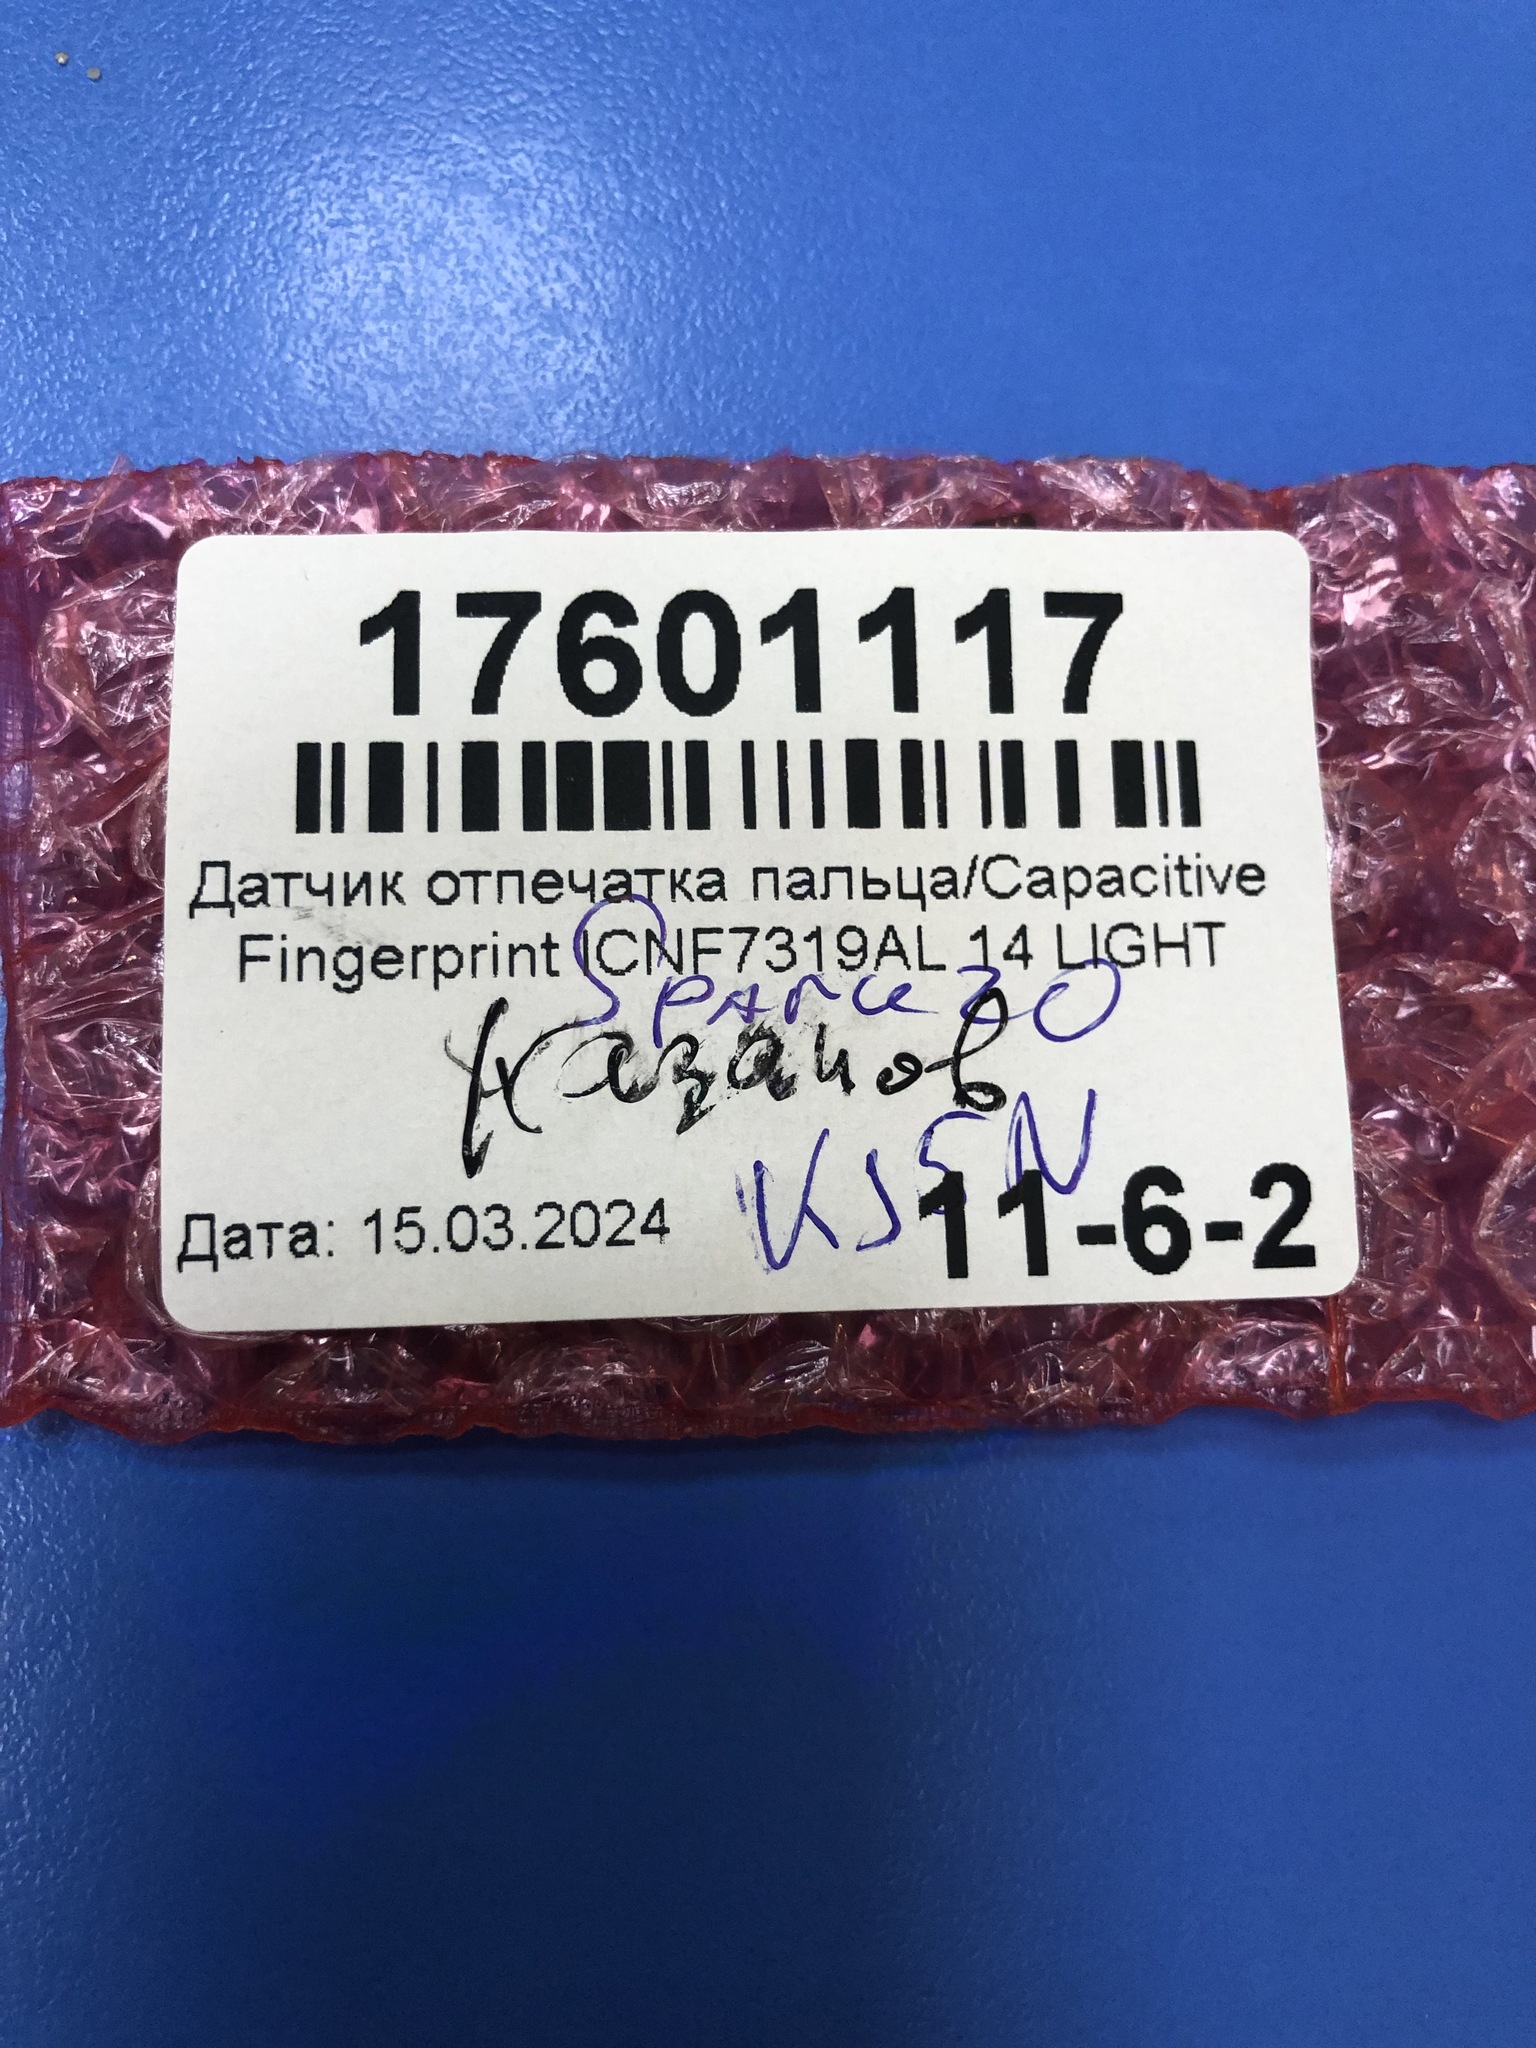 17601117
Датчик отпечатка пальца/Capacitive
Fingerprint ICNF7319AL 14 LIGHT
Spark 20
Казаков
KJ5N
Дата: 15.03.2024
11-6-2